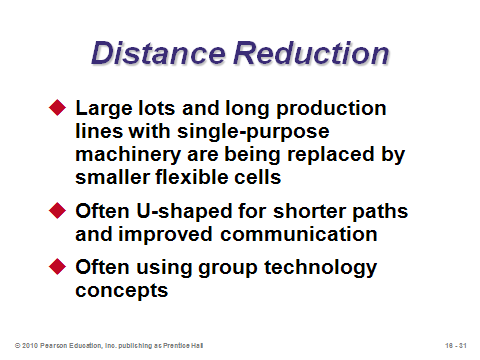 Distance Reduction
Large lots and long production
lines with single-purpose
machinery are being replaced by
smaller flexible cells
Often U-shaped for shorter paths
and improved communication
Often using group technology
concepts
© 2010 Pearson Education, Inc. publishing as Prentice Hall
16 - 31